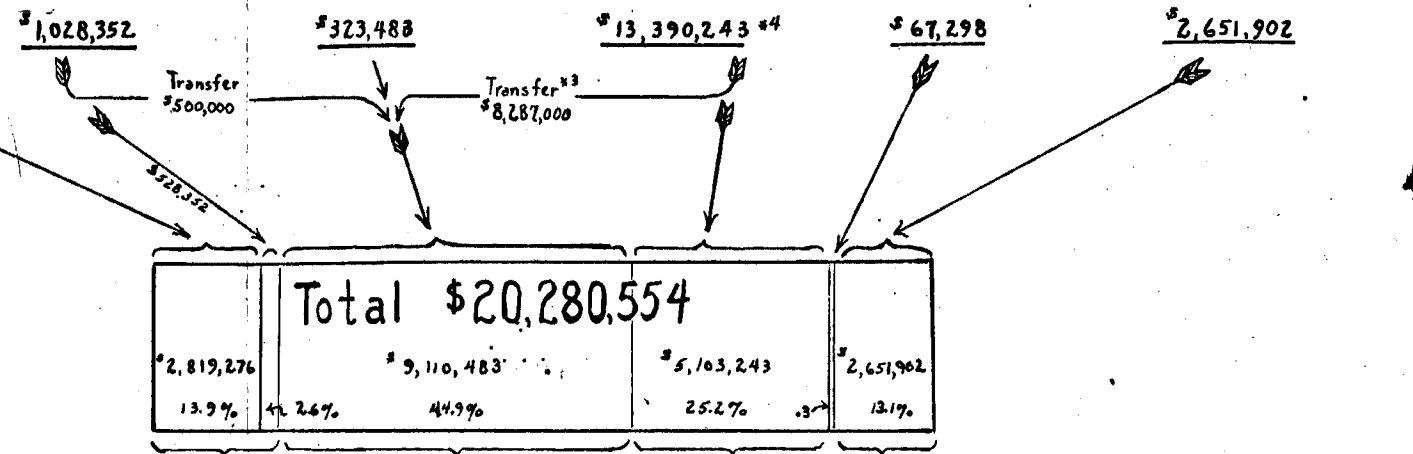 $1,028,352 $323,483 $13,390,243 *4 $67,298 $2,651,902
Transfer Transfer*3
$500,000 $8,287,000
$528,352
Total $20,280,554
$2,819,276 $9,110,483 $5,103,243 $2,651,902
13.9% 2.6% 44.9% 25.2% .3 13.1%